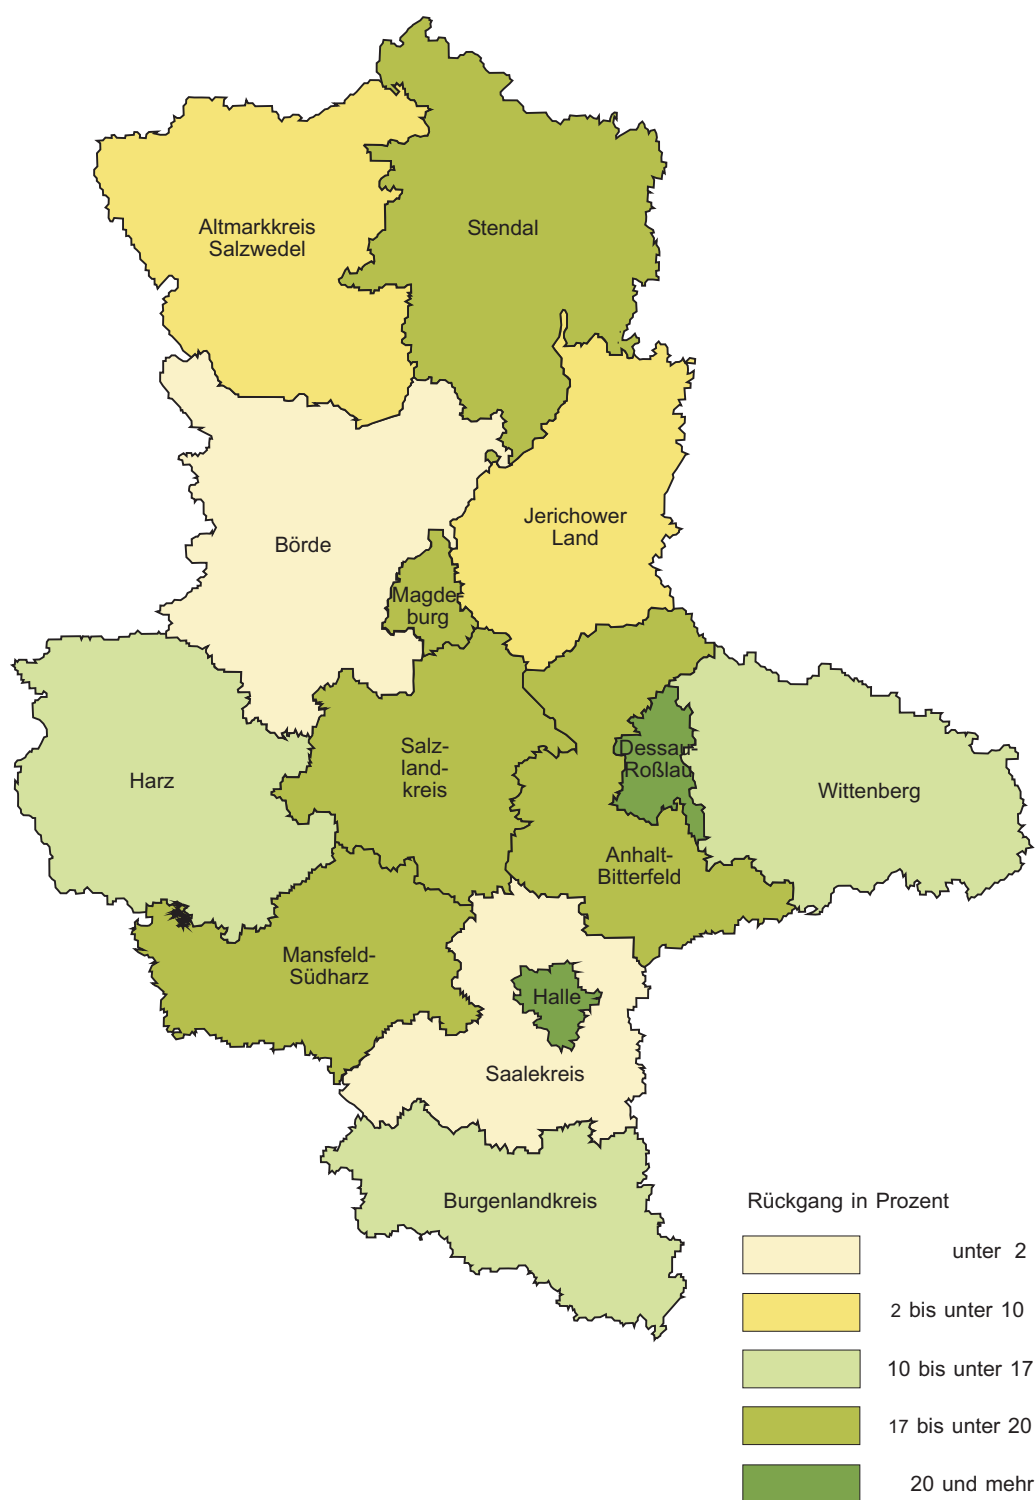 Altmarkkreis
Salzwedel
Stendal
Jerichower
Land
Börde
Magde-
burg
Salz-
land-
kreis
Dessau-
Roßlau
Harz
Wittenberg
Anhalt-
Bitterfeld
Mansfeld-
Südharz
Halle
Saalekreis
Burgenlandkreis
Rückgang in Prozent
unter 2
2 bis unter 10
10 bis unter 17
17 bis unter 20
20 und mehr